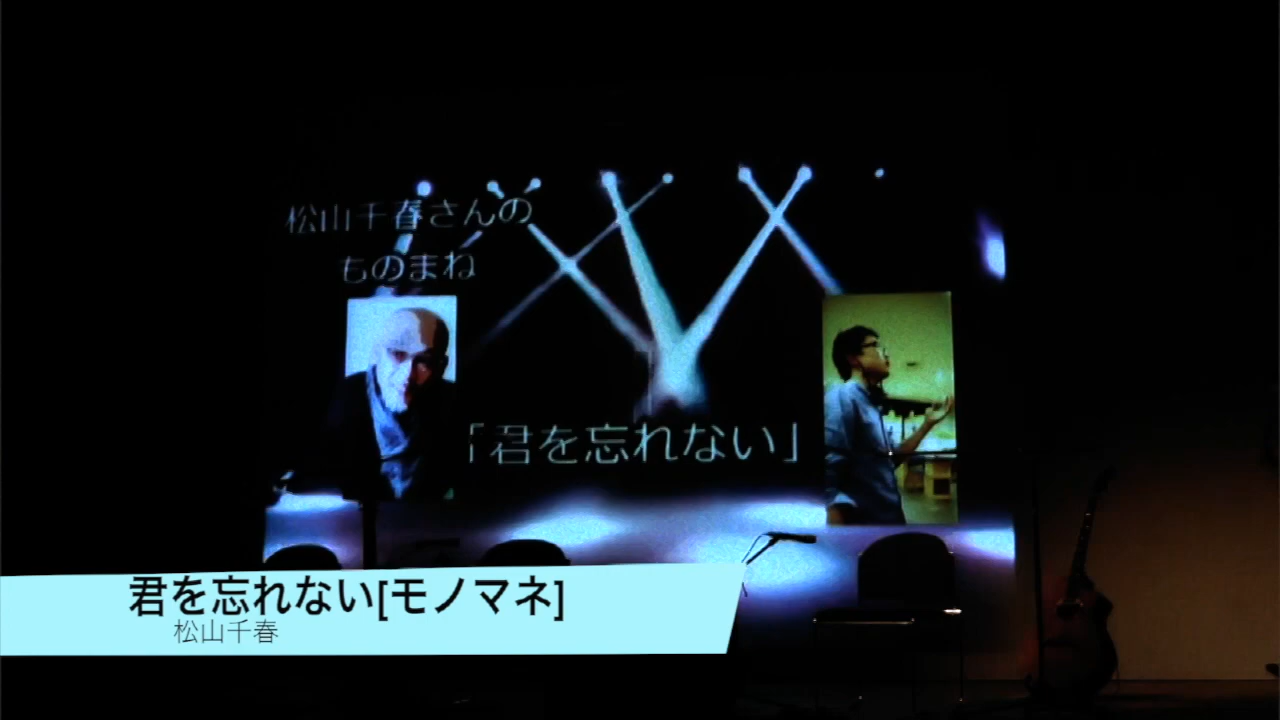 松山千春さんの
ものまね
「君を忘れない」
君を忘れない[モノマネ]
松山千春